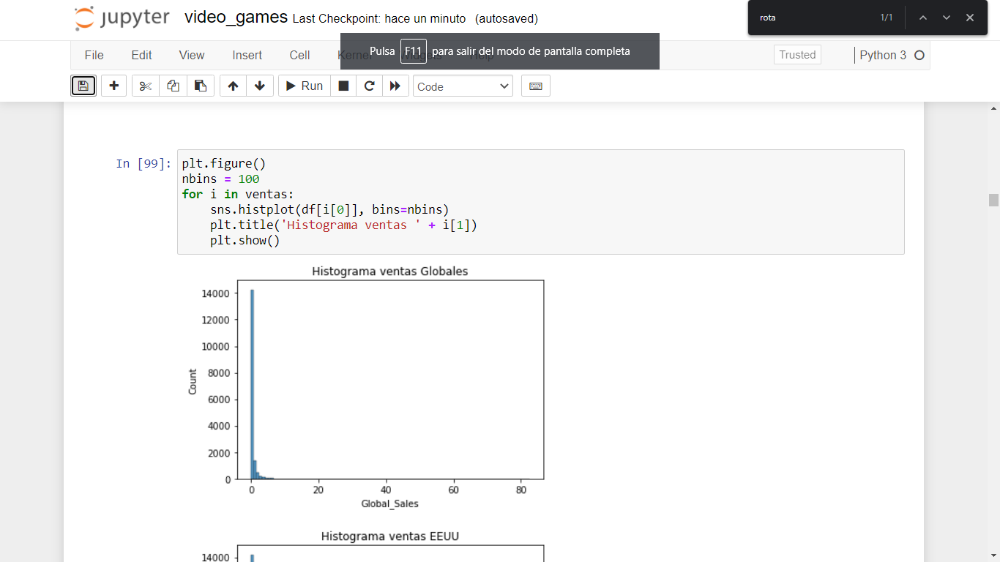 jupyter video_games Last Checkpoint: hace un minuto (autosaved)
rota 1/1
Pulsa F11 para salir del modo de pantalla completa
File Edit View Insert Cell Kernel Widgets Help Trusted Python 3
Run Code
In [99]: plt.figure()
nbins = 100
for i in ventas:
    sns.histplot(df[i[0]], bins=nbins)
    plt.title('Histograma ventas ' + i[1])
    plt.show()
Histograma ventas Globales
14000
12000
10000
8000
6000
4000
2000
0
Count
0 20 40 60 80
Global_Sales
Histograma ventas EEUU
14000